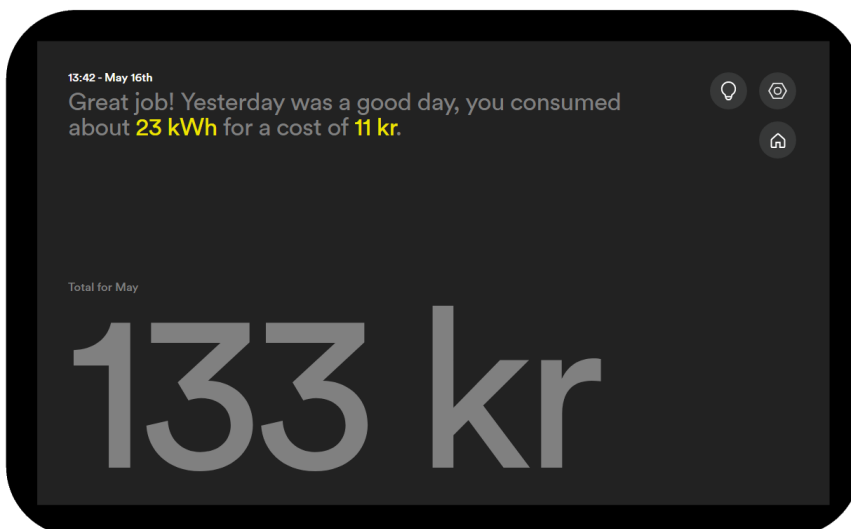 13:42 - May 16th
Great job! Yesterday was a good day, you consumed
about 23 kWh for a cost of 11 kr.
Total for May
133 kr